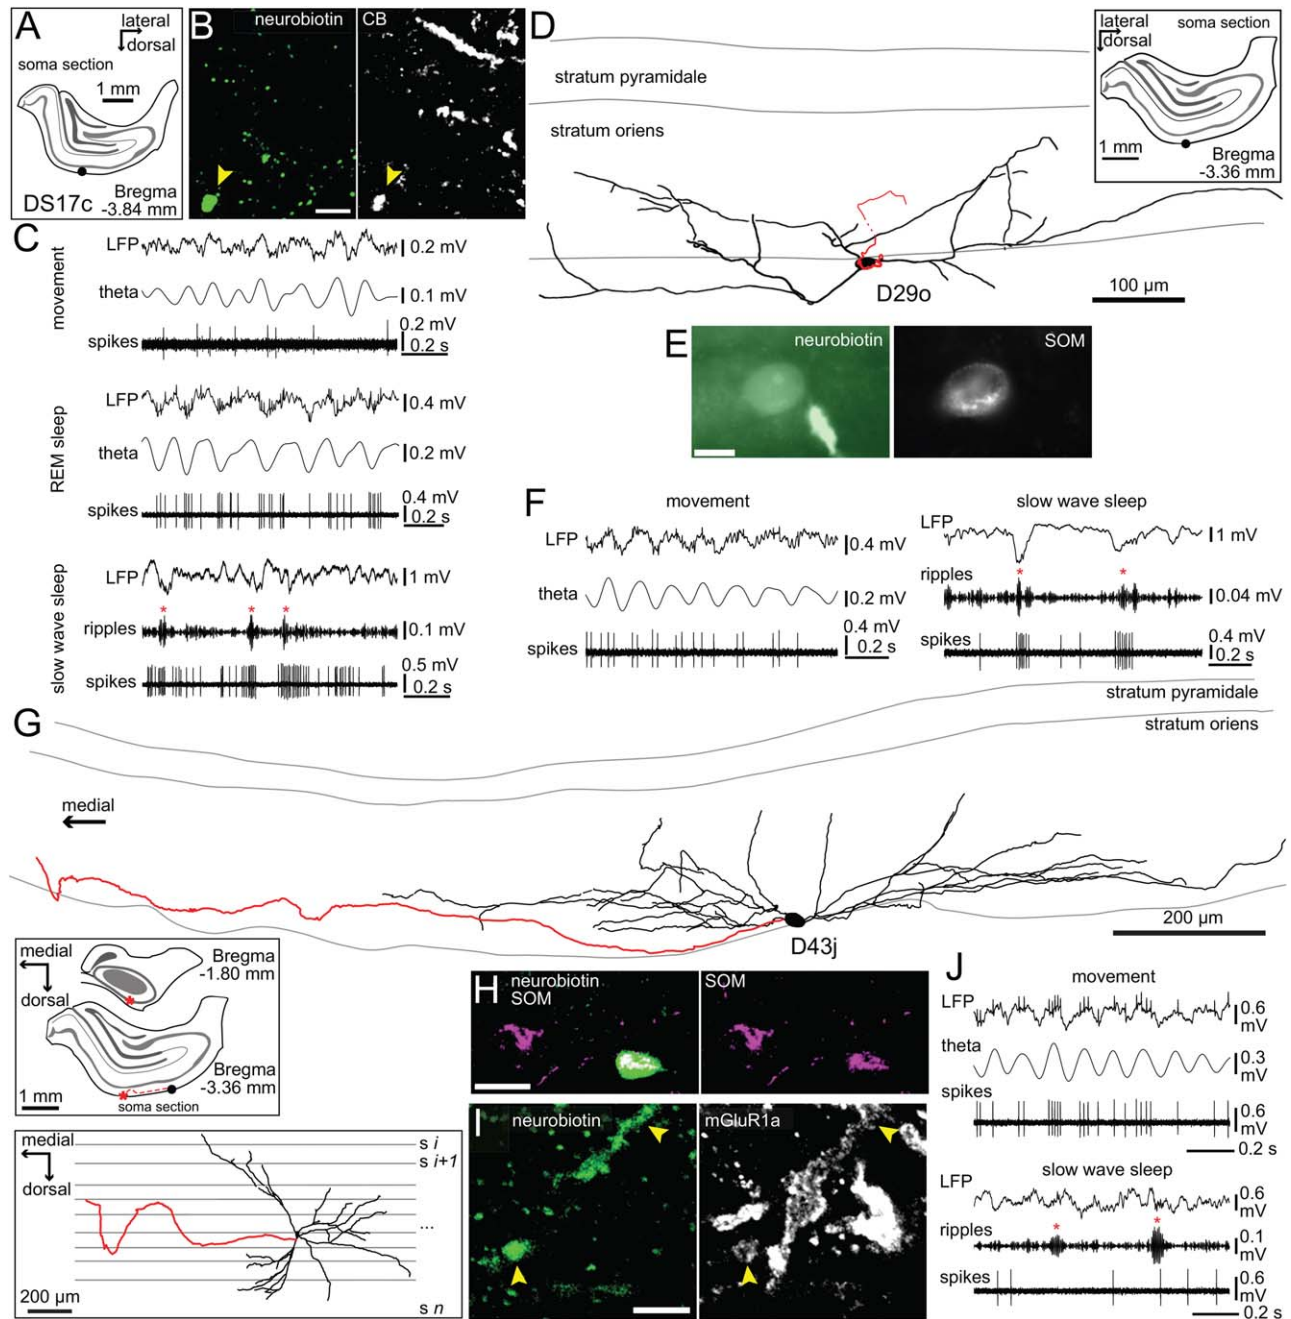 A
lateral
dorsal
soma section
1 mm
DS17c
Bregma
-3.84 mm
B
neurobiotin
CB
C
movement
LFP
0.2 mV
theta
0.1 mV
spikes
0.2 mV
0.2 s
REM sleep
LFP
0.4 mV
theta
0.2 mV
spikes
0.4 mV
0.2 s
slow wave sleep
LFP
1 mV
* * *
ripples
0.1 mV
spikes
0.5 mV
0.2 s
D
stratum pyramidale
stratum oriens
D29o
100 µm
lateral
dorsal
soma section
1 mm
Bregma
-3.36 mm
E
neurobiotin
SOM
F
movement
LFP
0.4 mV
theta
0.2 mV
spikes
0.4 mV
0.2 s
slow wave sleep
LFP
1 mV
* *
ripples
0.04 mV
spikes
0.4 mV
0.2 s
G
stratum pyramidale
stratum oriens
medial
D43j
200 µm
medial
dorsal
Bregma
-1.80 mm
*
Bregma
-3.36 mm
*
1 mm
soma section
medial
dorsal
s i
s i+1
...
s n
200 µm
H
neurobiotin
SOM
SOM
I
neurobiotin
mGluR1a
J
movement
LFP
0.6
mV
theta
0.3
mV
spikes
0.6
mV
0.2 s
slow wave sleep
LFP
0.6
mV
* *
ripples
0.1
mV
spikes
0.6
mV
0.2 s